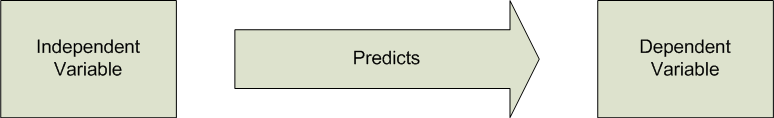 Independent
Variable
Predicts
Dependent
Variable